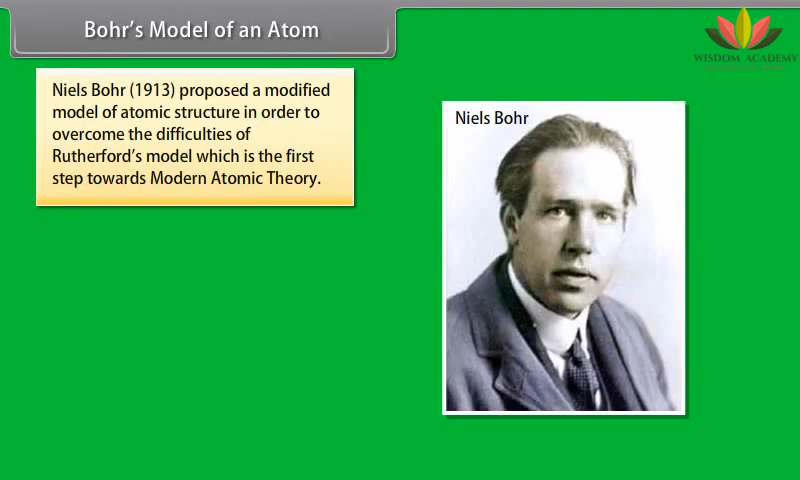 Bohr’s Model of an Atom
WISDOM ACADEMY
Niels Bohr (1913) proposed a modified
model of atomic structure in order to
overcome the difficulties of
Rutherford’s model which is the first
step towards Modern Atomic Theory.
Niels Bohr